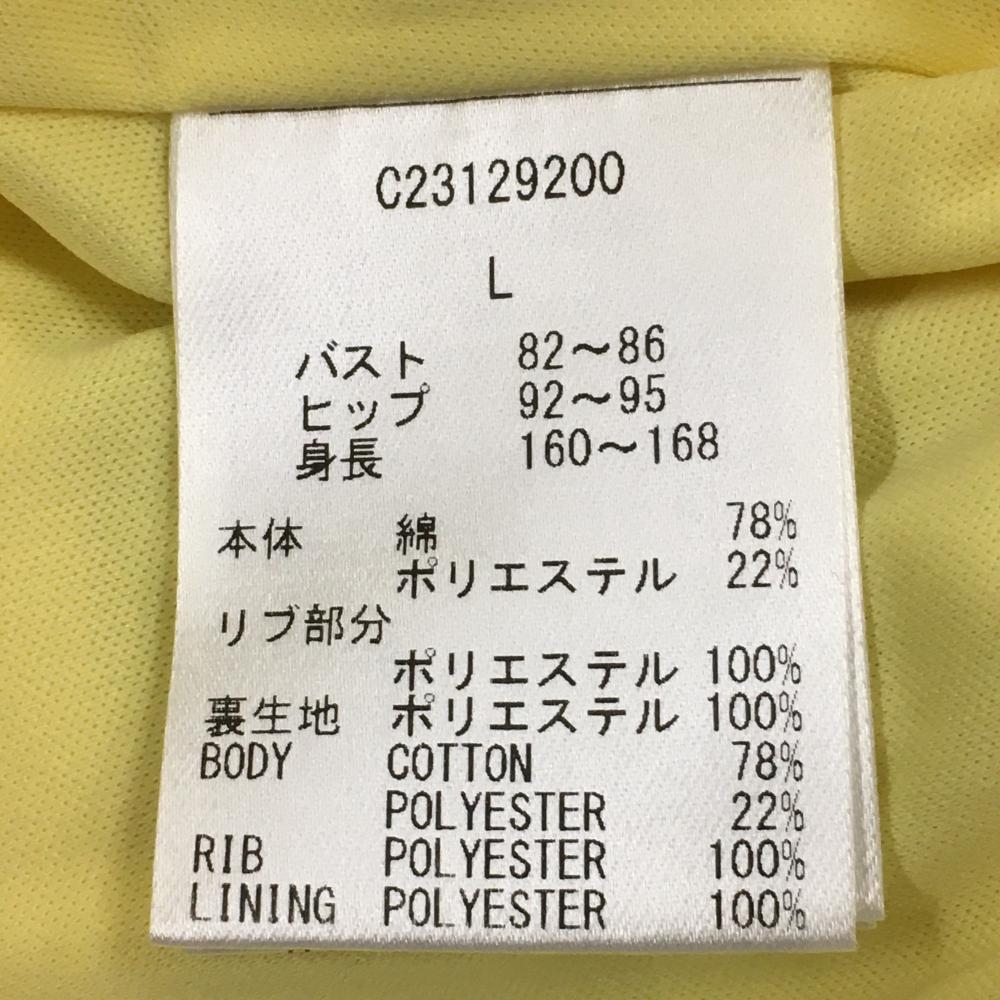 C23129200
L
バスト 82～86
ヒップ 92～95
身長 160～168
本体 綿 78%
ポリエステル 22%
リブ部分
ポリエステル 100%
裏生地 ポリエステル 100%
BODY COTTON 78%
POLYESTER 22%
RIB POLYESTER 100%
LINING POLYESTER 100%